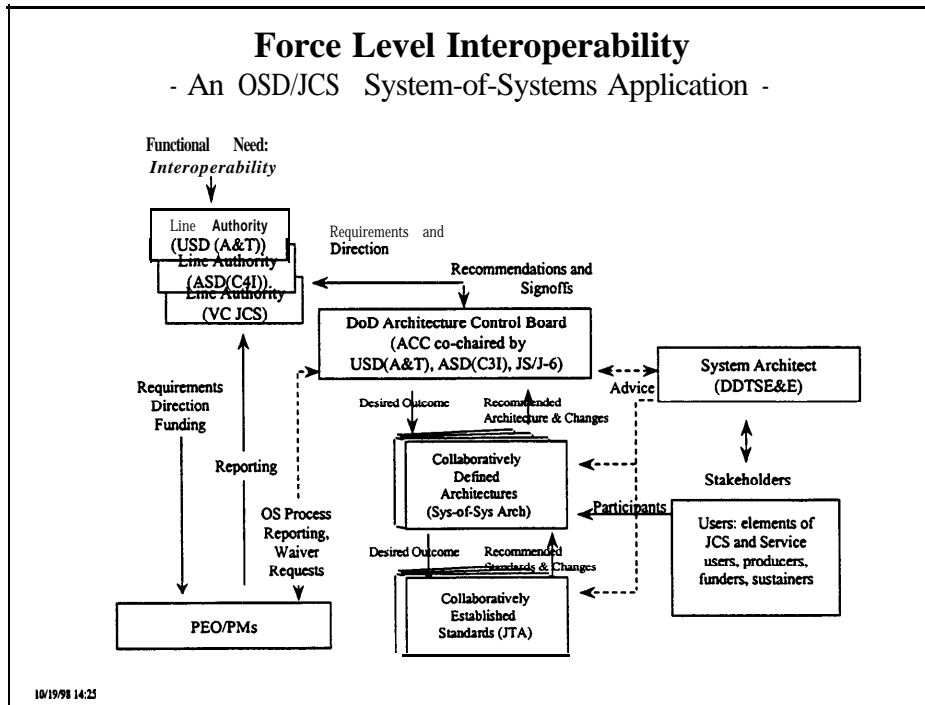 Force Level Interoperability
- An OSD/JCS System-of-Systems Application -
Functional Need:
Interoperability
Line Authority
(USD (A&T))
Line Authority
(ASD(C4I)).
Line Authority
(VC JCS)
Requirements and
Direction
Recommendations and
Signoffs
DoD Architecture Control Board
(ACC co-chaired by
USD(A&T), ASD(C3I), JS/J-6)
System Architect
(DDTSE&E)
Advice
Requirements
Direction
Funding
Desired Outcome
Recommended
Architecture & Changes
Reporting
Collaboratively
Defined
Architectures
(Sys-of-Sys Arch)
Stakeholders
Participants
Users: elements of
JCS and Service
users, producers,
funders, sustainers
OS Process
Reporting,
Waiver
Requests
Desired Outcome
Recommended
Standards & Changes
Collaboratively
Established
Standards (JTA)
PEO/PMs
10/19/98 14:25